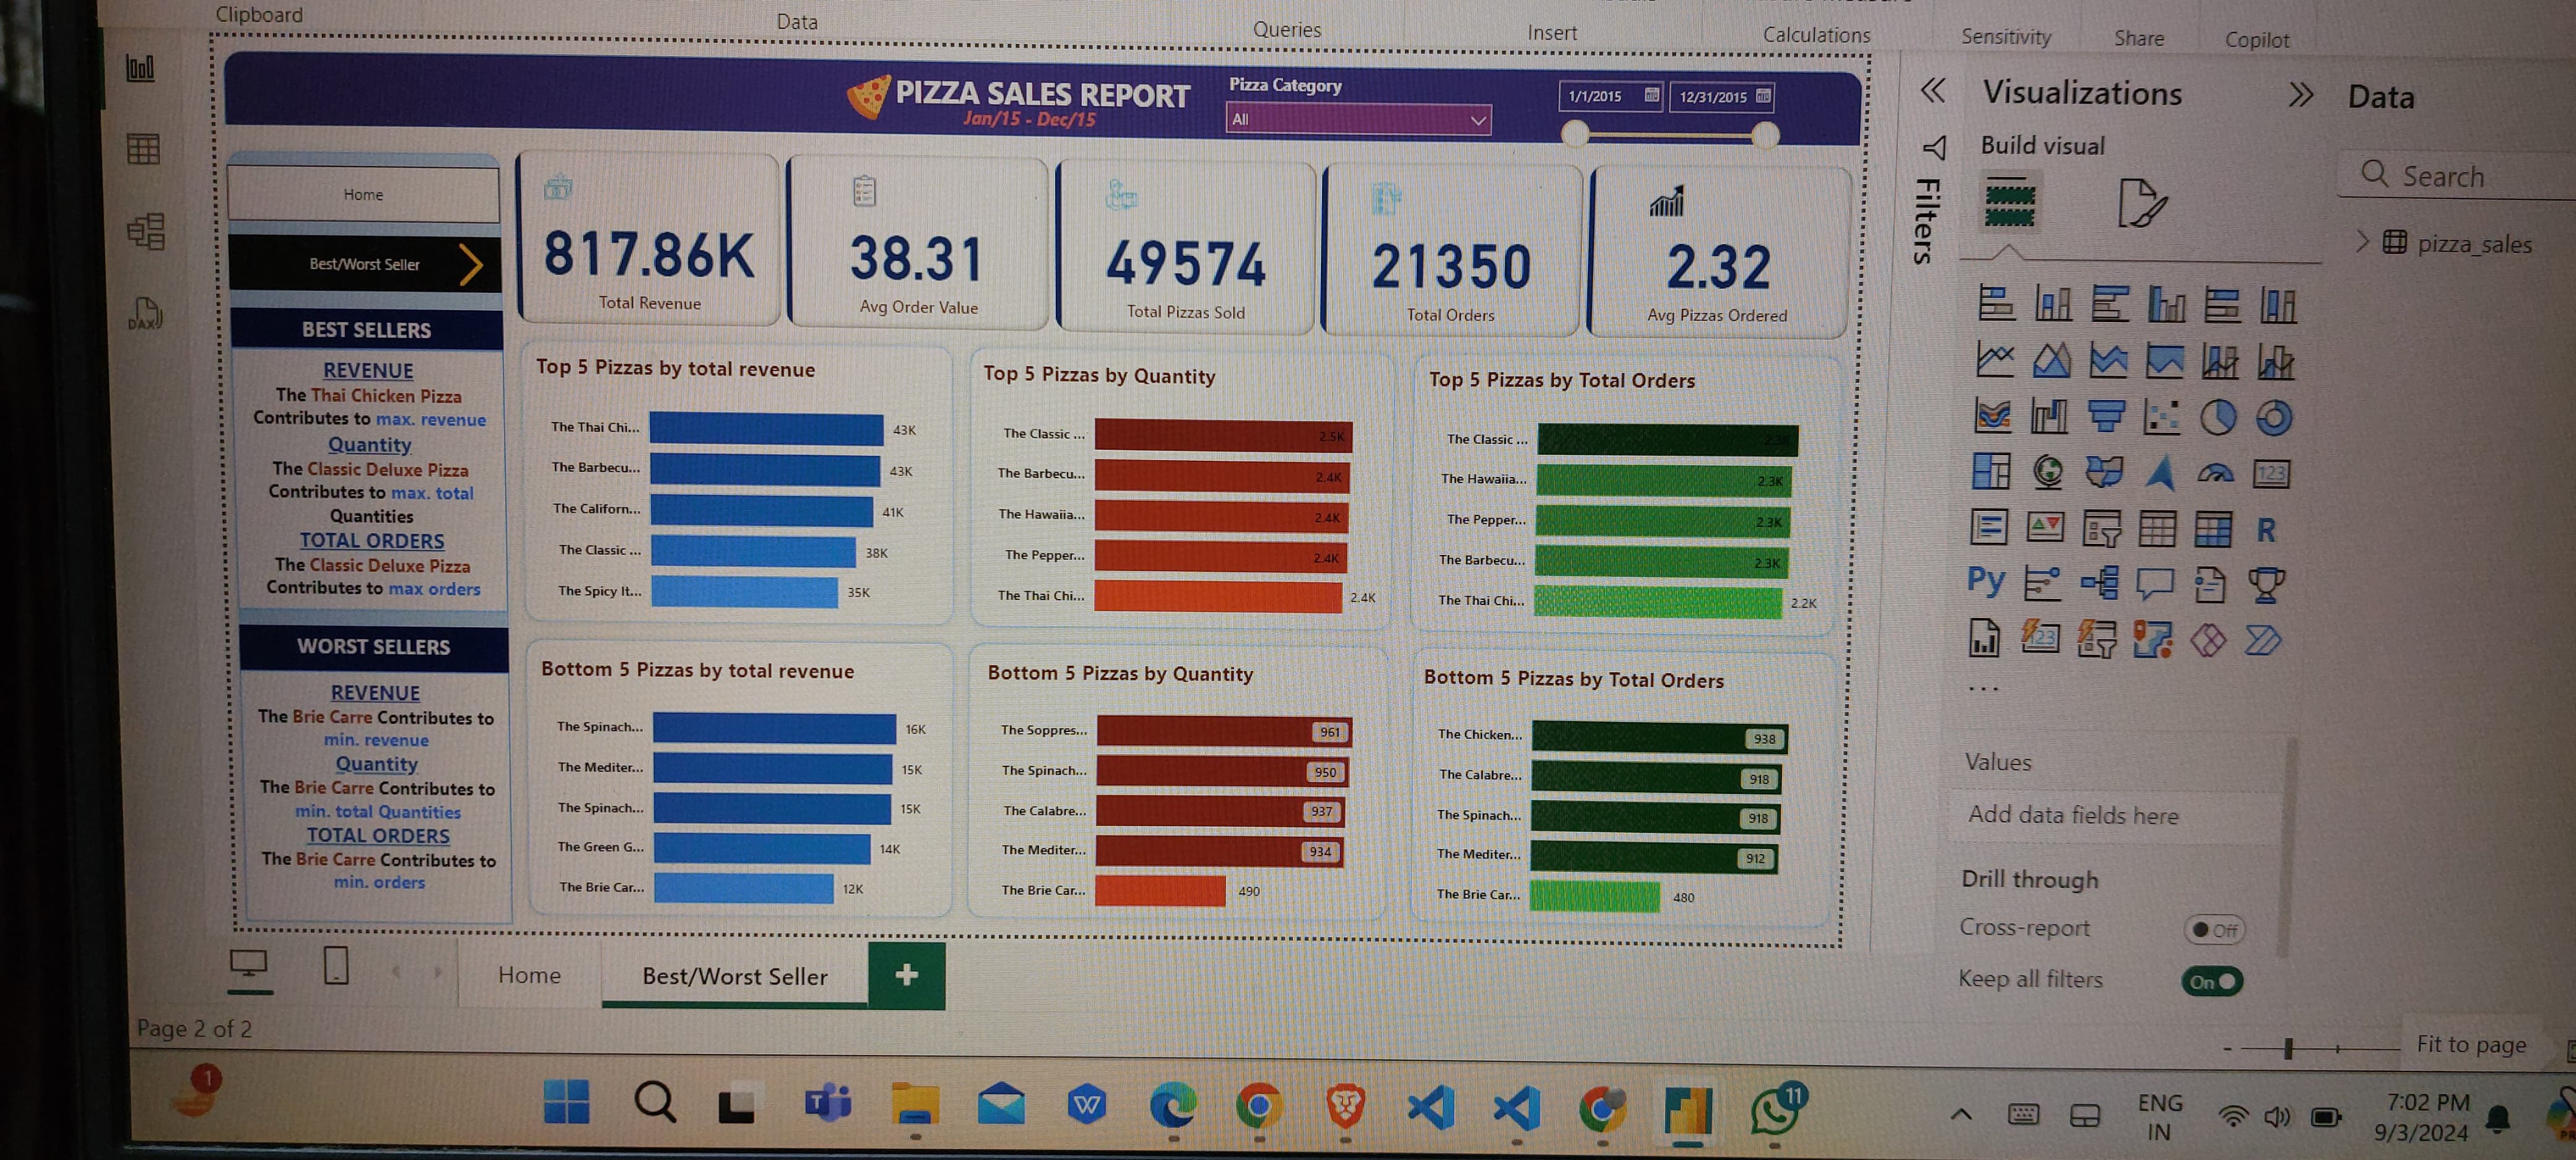 Clipboard
Data
Queries
Insert
Calculations
Sensitivity
Share
Copilot
PIZZA SALES REPORT
Jan/15 - Dec/15
Pizza Category
All
1/1/2015
12/31/2015
Home
Best/Worst Seller
817.86K
Total Revenue
38.31
Avg Order Value
49574
Total Pizzas Sold
21350
Total Orders
2.32
Avg Pizzas Ordered
BEST SELLERS
REVENUE
The Thai Chicken Pizza
Contributes to max. revenue
Quantity
The Classic Deluxe Pizza
Contributes to max. total
Quantities
TOTAL ORDERS
The Classic Deluxe Pizza
Contributes to max orders
WORST SELLERS
REVENUE
The Brie Carre Contributes to
min. revenue
Quantity
The Brie Carre Contributes to
min. total Quantities
TOTAL ORDERS
The Brie Carre Contributes to
min. orders
Top 5 Pizzas by total revenue
The Thai Chi... 43K
The Barbecu... 43K
The Californ... 41K
The Classic ... 38K
The Spicy It... 35K
Top 5 Pizzas by Quantity
The Classic ... 2.5K
The Barbecu... 2.4K
The Hawaiia... 2.4K
The Pepper... 2.4K
The Thai Chi... 2.4K
Top 5 Pizzas by Total Orders
The Classic ...
The Hawaiia... 2.3K
The Pepper... 2.3K
The Barbecu... 2.3K
The Thai Chi... 2.2K
Bottom 5 Pizzas by total revenue
The Spinach... 16K
The Mediter... 15K
The Spinach... 15K
The Green G... 14K
The Brie Car... 12K
Bottom 5 Pizzas by Quantity
The Soppres... 961
The Spinach... 950
The Calabre... 937
The Mediter... 934
The Brie Car... 490
Bottom 5 Pizzas by Total Orders
The Chicken... 938
The Calabre... 918
The Spinach... 918
The Mediter... 912
The Brie Car... 480
Filters
Visualizations
Build visual
123
R
Py
123
...
Values
Add data fields here
Drill through
Cross-report
Off
Keep all filters
On
Data
Search
pizza_sales
DAX
Home
Best/Worst Seller
+
Page 2 of 2
Fit to page
1
T
W
11
ENG
IN
7:02 PM
9/3/2024